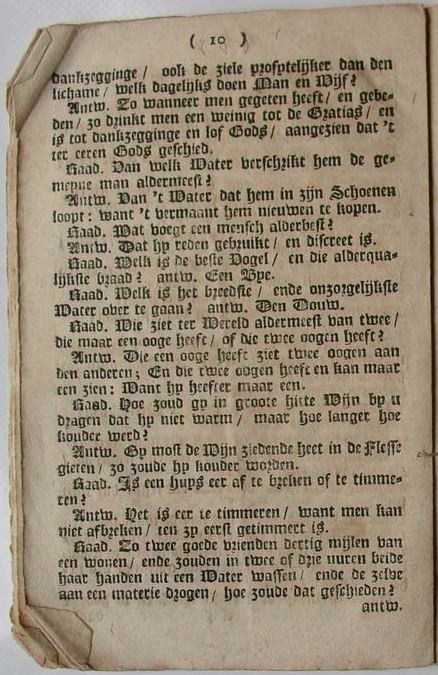 ( 10 )
dankzegginge / ook de ziele profytelijker dan den
lichame / welk dagelijks doen Man en Wijf?
Antw. To wanneer men gegeten heeft / en gebe-
den / zo drinkt men een weinig tot de Gratias / en
is tot dankzegginge en lof Gods / aangezien dat 't
ter eeren Gods geschied.
Raad. Van welk Water verschrikt hem de ge-
meyne man aldermeest?
Antw. Van 't Water dat hem in zijn Schoenen
loopt: want 't vermaant hem nieuwen te kopen.
Raad. Wat voegt een mensch alderbest?
Antw. Dat hy reden gebruikt / en discreet is.
Raad. Welk is de beste Vogel / en die alderqua-
lijkste braad? antw. Een Bye.
Raad. Welk is het breedste / ende onzorgelijkste
Water over te gaan? antw. Den Douw.
Raad. Wie ziet ter Wereld aldermeest van twee /
die maar een ooge heeft / of die twee oogen heeft?
Antw. Die een ooge heeft ziet twee oogen aan
den anderen; En die twee oogen heeft en kan maar
een zien: Want hy heefter maar een.
Raad. Hoe zoud gy in groote hitte Wijn by u
dragen dat hy niet warm / maar hoe langer hoe
kouder werd?
Antw. Gy most de Wijn ziedende heet in de Flesse
gieten / zo zoude hy kouder worden.
Raad. Is een huys eer af te breken of te timme-
ren?
Antw. Het is eer te timmeren / want men kan
niet afbreken / ten zy eerst getimmert is.
Raad. To twee goede vrienden dertig mijlen van
een wonen / ende zouden in twee of drie uuren beide
haar handen uit een Water wassen / ende de zelve
aan een materie drogen / hoe zoude dat geschieden?
antw.